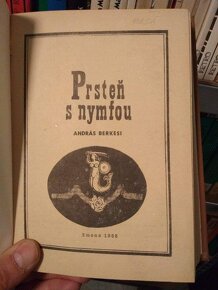 Prsteň
s nymfou
ANDRÁS BERKESI
Smena 1968